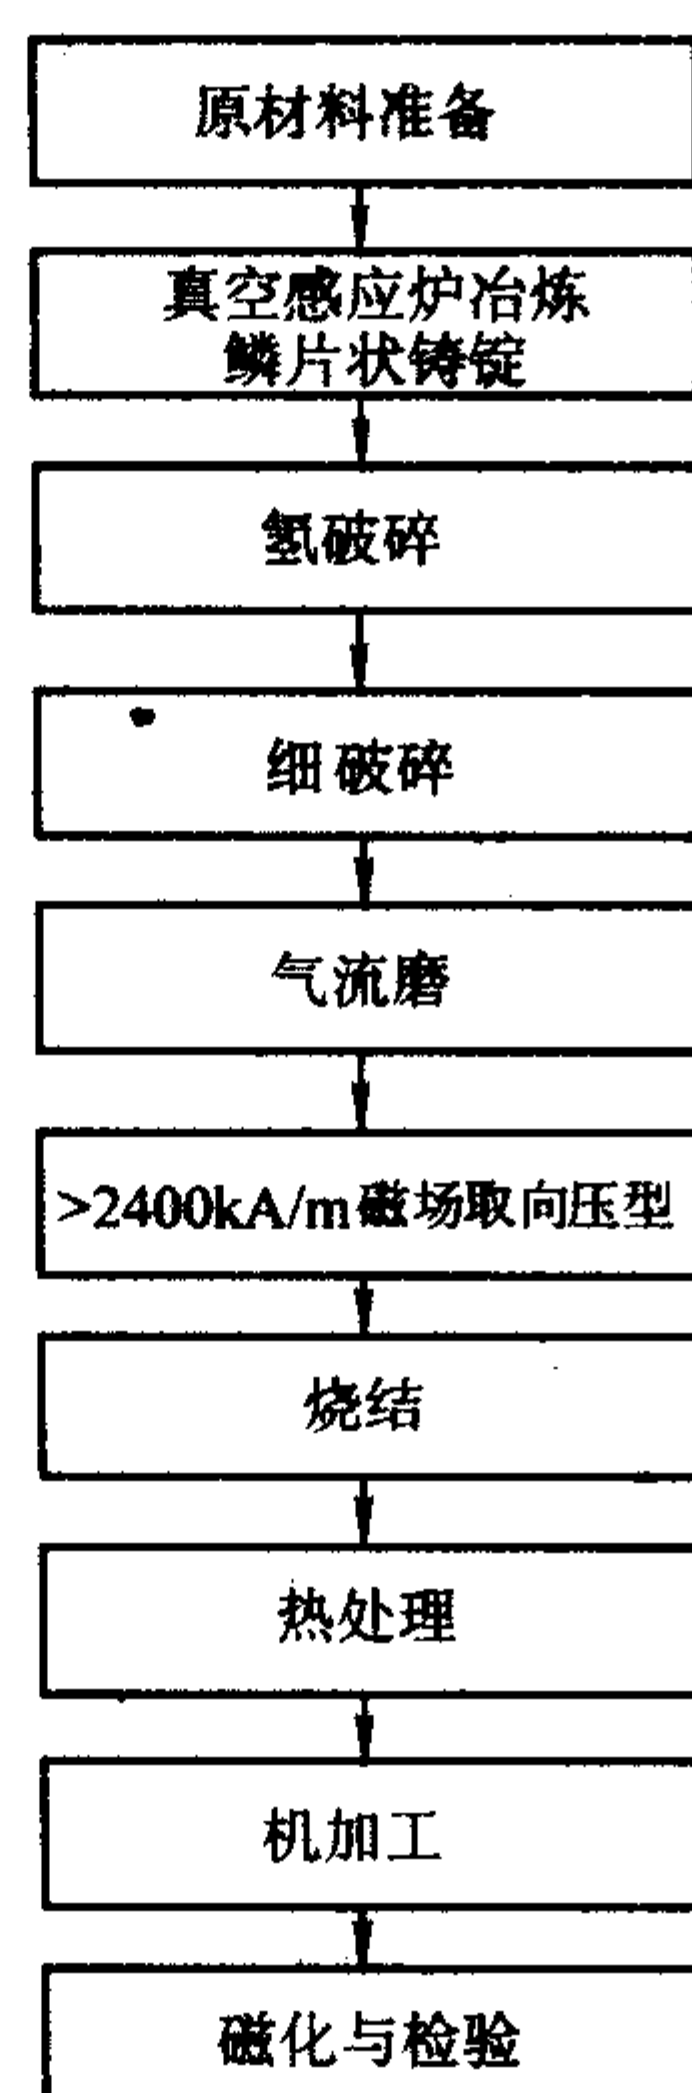 原材料准备
真空感应炉冶炼
鳞片状铸锭
氢破碎
细破碎
气流磨
>2400kA/m磁场取向压型
烧结
热处理
机加工
磁化与检验